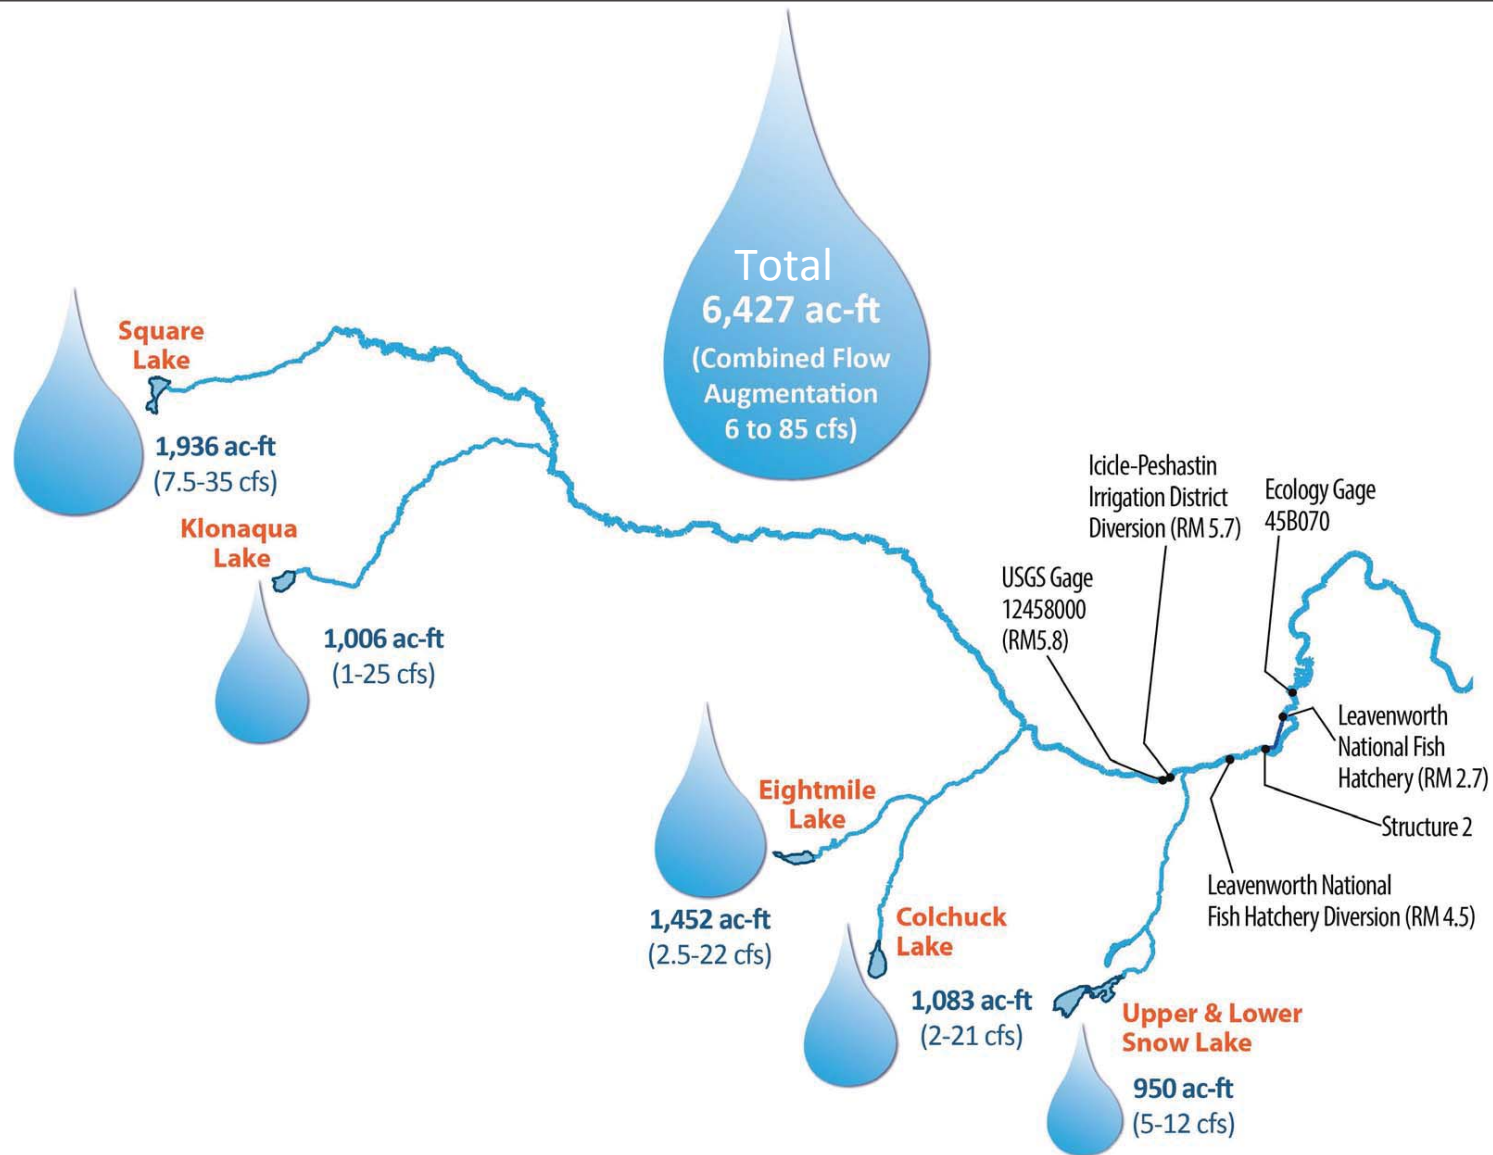 Total
6,427 ac-ft
(Combined Flow
Augmentation
6 to 85 cfs)
Square
Lake
1,936 ac-ft
(7.5-35 cfs)
Klonaqua
Lake
1,006 ac-ft
(1-25 cfs)
Icicle-Peshastin
Irrigation District
Diversion (RM 5.7)
Ecology Gage
45B070
USGS Gage
12458000
(RM5.8)
Leavenworth
National Fish
Hatchery (RM 2.7)
Structure 2
Leavenworth National
Fish Hatchery Diversion (RM 4.5)
Eightmile
Lake
1,452 ac-ft
(2.5-22 cfs)
Colchuck
Lake
1,083 ac-ft
(2-21 cfs)
Upper & Lower
Snow Lake
950 ac-ft
(5-12 cfs)